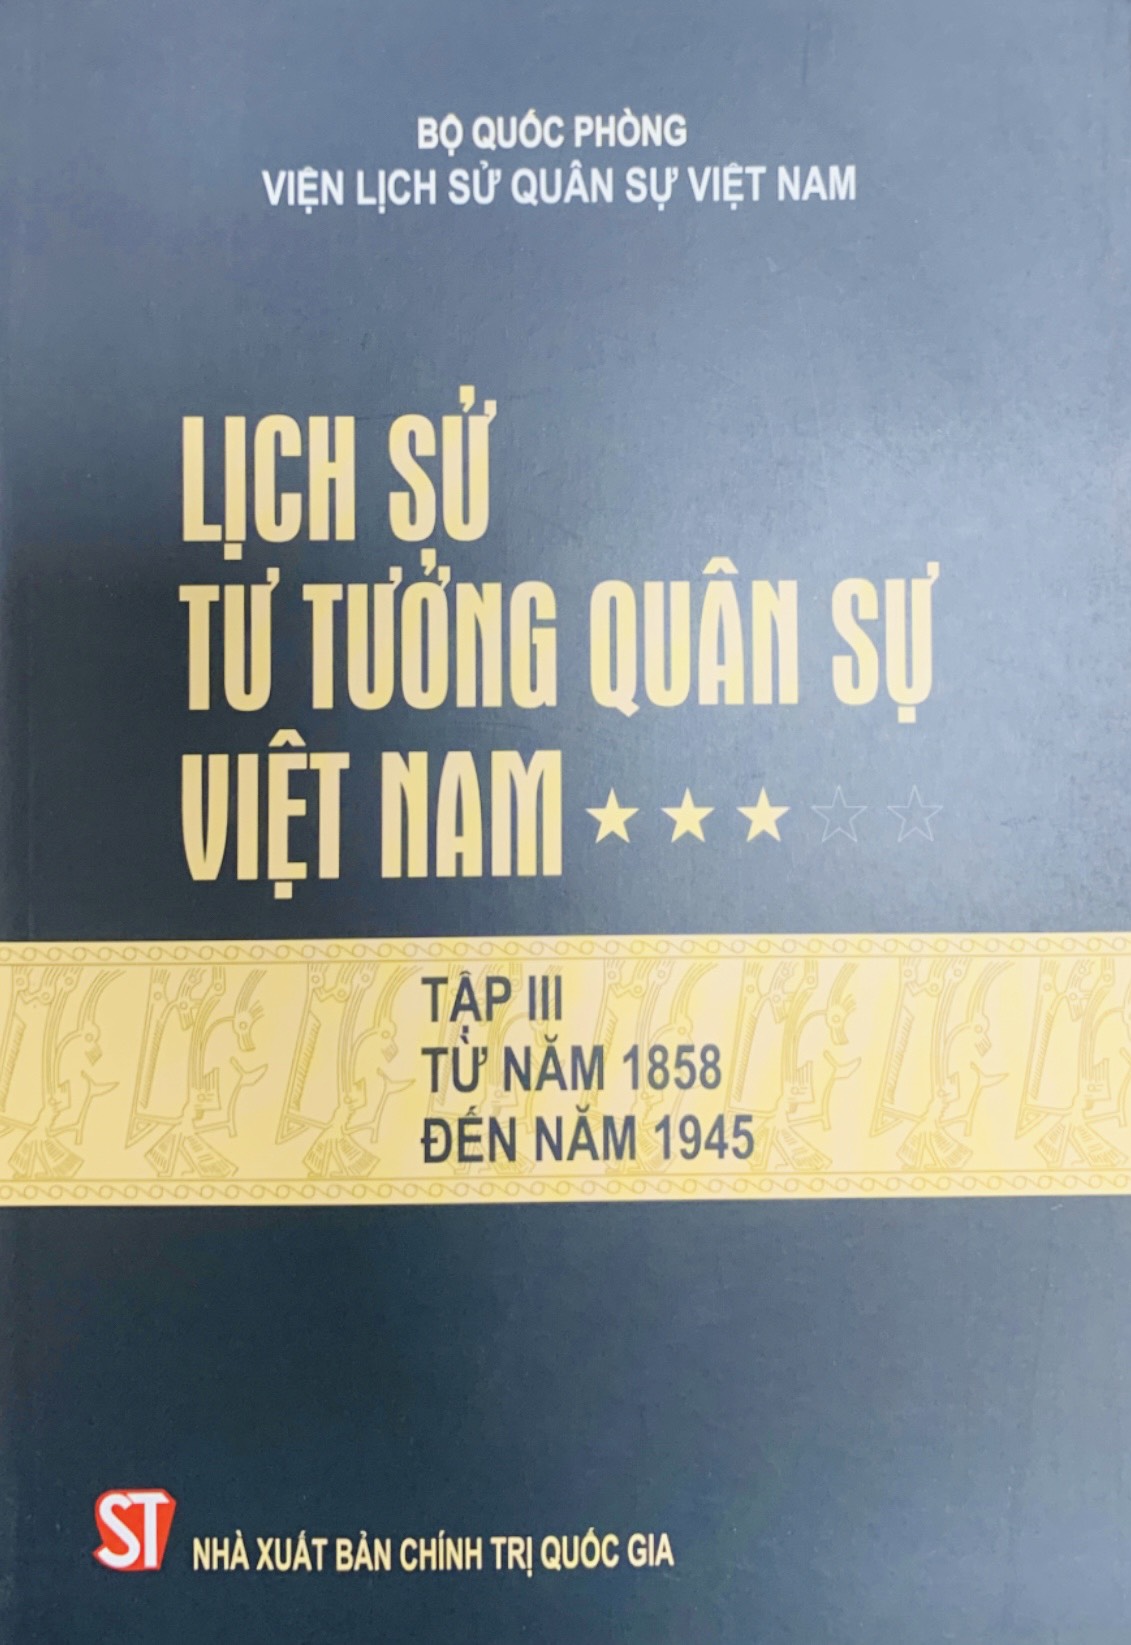 BỘ QUỐC PHÒNG
VIỆN LỊCH SỬ QUÂN SỰ VIỆT NAM
LỊCH SỬ
TƯ TƯỞNG QUÂN SỰ
VIỆT NAM
TẬP III
TỪ NĂM 1858
ĐẾN NĂM 1945
ST
NHÀ XUẤT BẢN CHÍNH TRỊ QUỐC GIA